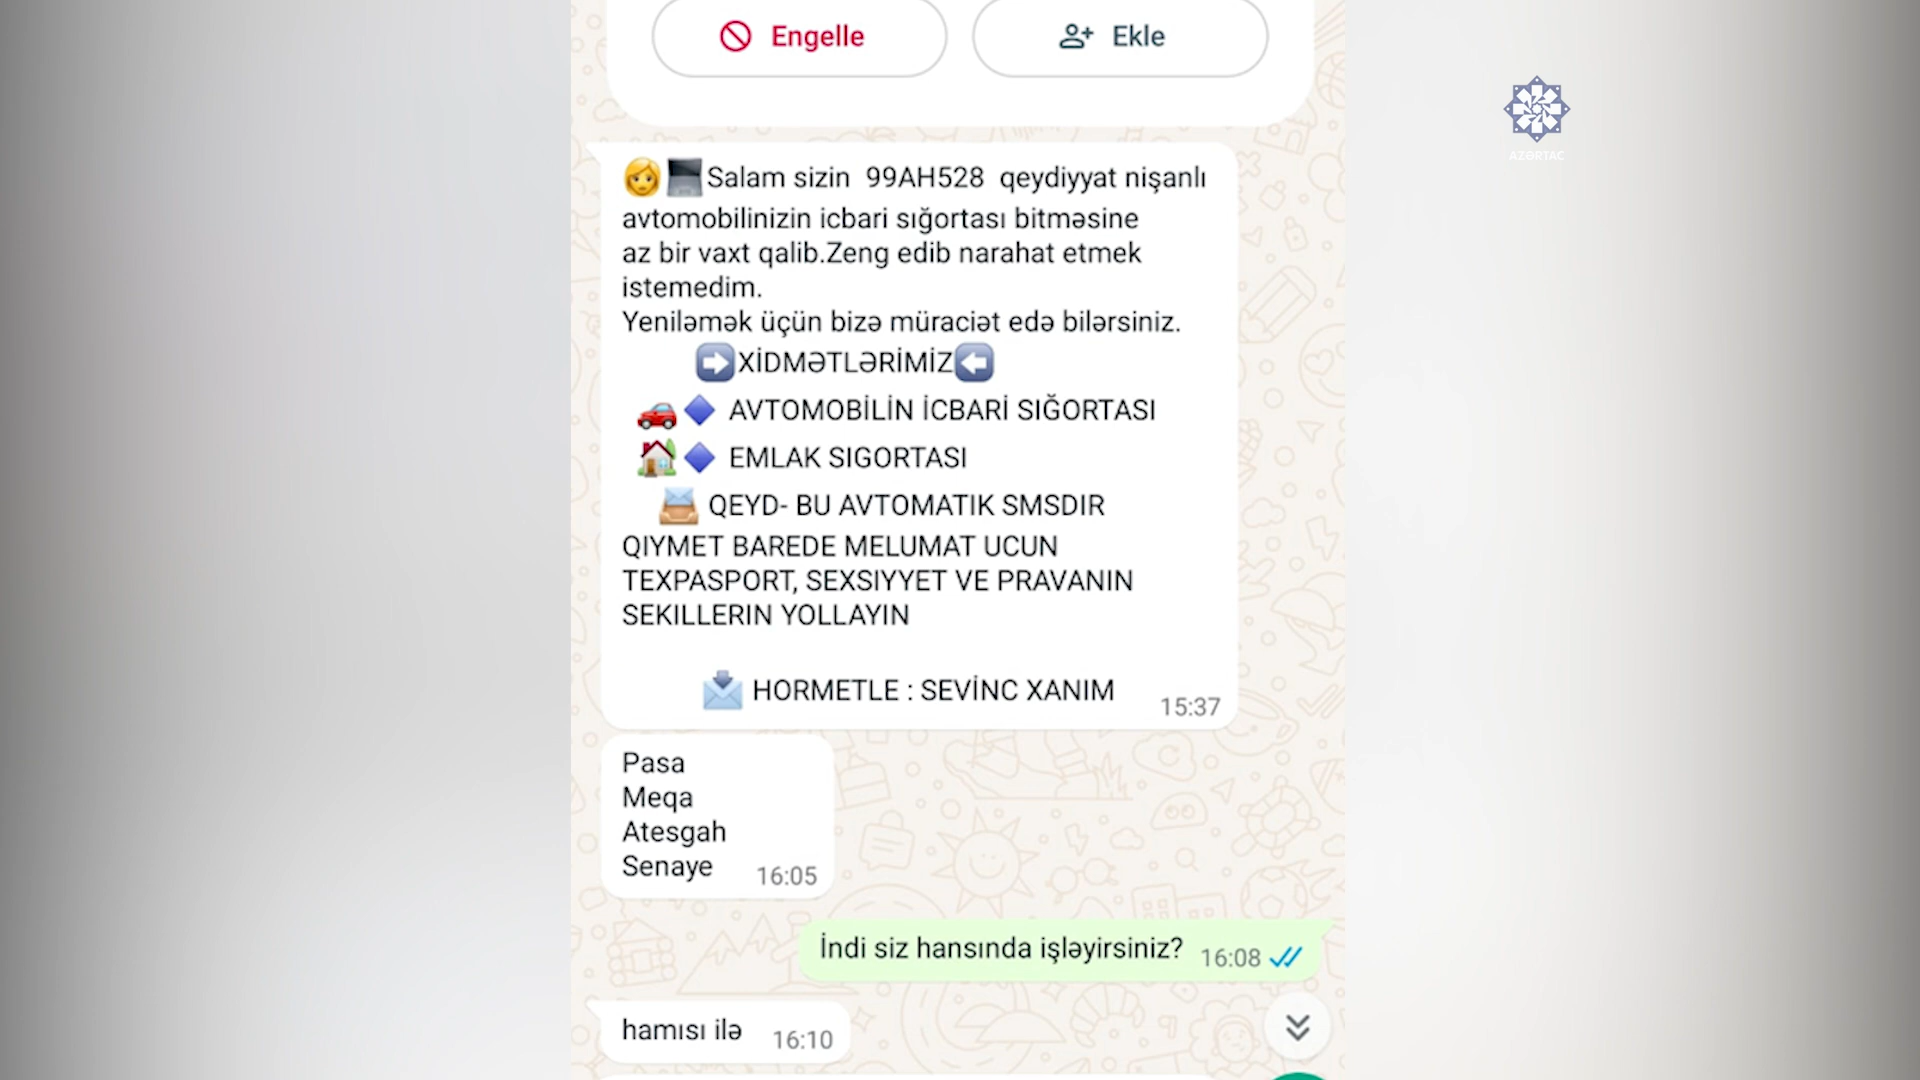 Engelle
Ekle
AZƏRTAC
Salam sizin 99AH528 qeydiyyat nişanlı
avtomobilinizin icbari sığortası bitməsine
az bir vaxt qalib.Zeng edib narahat etmek
istemedim.
Yeniləmək üçün bizə müraciət edə bilərsiniz.
XİDMƏTLƏRİMİZ
AVTOMOBİLİN İCBARİ SIĞORTASI
EMLAK SIGORTASI
QEYD- BU AVTOMATIK SMSDIR
QIYMET BAREDE MELUMAT UCUN
TEXPASPORT, SEXSIYYET VE PRAVANIN
SEKILLERIN YOLLAYIN
HORMETLE : SEVİNC XANIM
15:37
Pasa
Meqa
Atesgah
Senaye 16:05
İndi siz hansında işləyirsiniz? 16:08
hamısı ilə 16:10